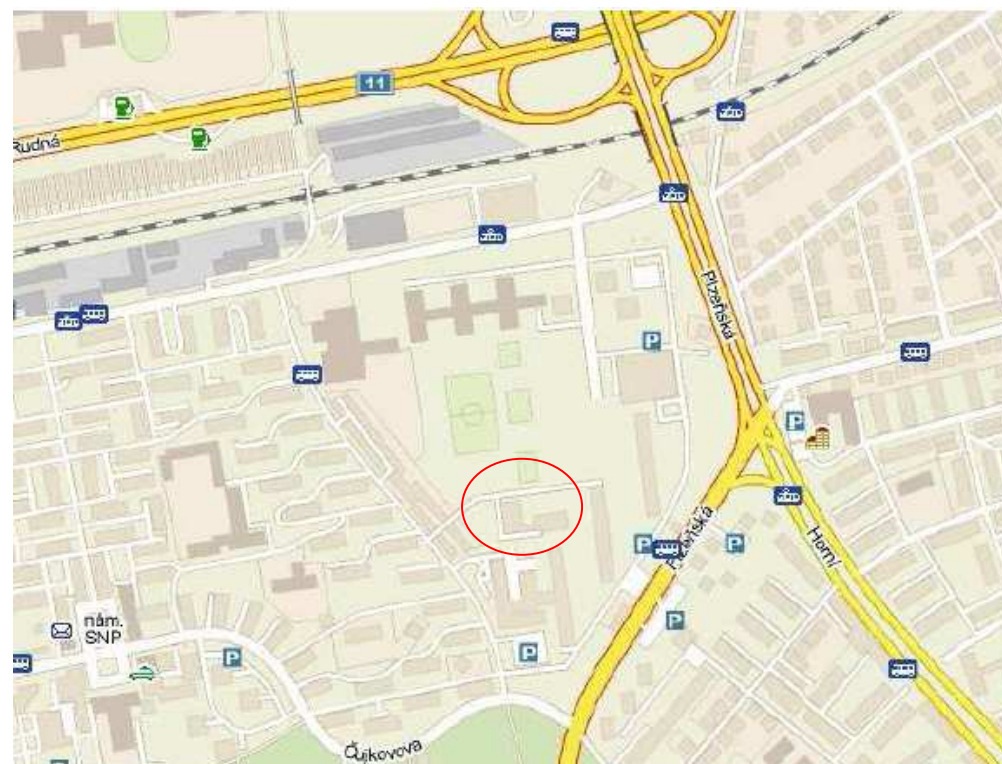 11
Rudná
Plzeňská
P
P
Plzeňská
Horní
P
P
nám.
SNP
P
P
P
Čujkovova